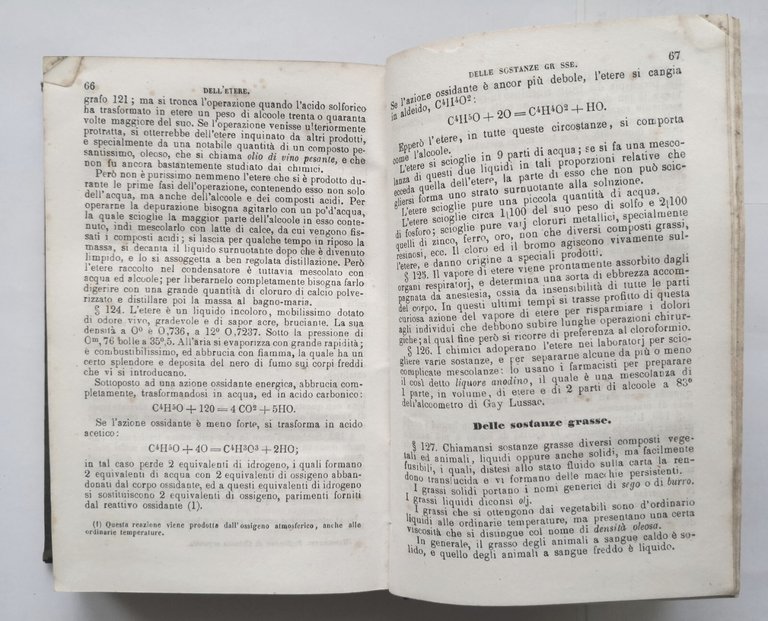 66
DELL'ETERE.
grafo 121; ma si tronca l'operazione quando l'acido solforico
ha trasformato in etere un peso di alcoole trenta o quaranta
volte maggiore del suo. Se l'operazione venisse ulteriormente
protratta, si otterrebbe dell'etere inquinato da altri prodotti,
e specialmente da una notabile quantità di un composto pe-
santissimo, oleoso, che si chiama olio di vino pesante, e che
non fu ancora bastantemente studiato dai chimici.
Però non è purissimo nemmeno l'etere che si è prodotto du-
rante le prime fasi dell'operazione, contenendo esso non solo
dell'acqua, ma anche dell'alcoole e dei composti acidi. Per
operarne la depurazione bisogna agitarlo con un po'd'acqua,
la quale scioglie la maggior parte dell'alcoole in esso conte-
nuto, indi mescolarlo con latte di calce, da cui vengono fis-
sati i composti acidi; si lascia per qualche tempo in riposo la
massa, si decanta il liquido surnuotante dopo che è divenuto
limpido, e lo si assoggetta a ben regolata distillazione. Però
l'etere raccolto nel condensatore è tuttavia mescolato con
acqua ed alcoole; per liberarnelo completamente bisogna farlo
digerire con una grande quantità di cloruro di calcio polve-
rizzato e distillare poi la massa al bagno-maria.
§ 124. L'etere è un liquido incoloro, mobilissimo dotato
di odore vivo, gradevole e di sapor acre, bruciante. La sua
densità a 0° è 0,736, a 12° 0,7237. Sotto la pressione di
0ᵐ,76 bolle a 35°,5. All'aria si evaporizza con grande rapidità;
è combustibilissimo, ed abbrucia con fiamma, la quale ha un
certo splendore e deposita del nero di fumo sui corpi freddi
che vi si introducano.
Sottoposto ad una azione ossidante energica, abbrucia com-
pletamente, trasformandosi in acqua, ed in acido carbonico:
C⁴H⁵O + 12O = 4 CO² + 5HO.
Se l'azione ossidante è meno forte, si trasforma in acido
acetico:
C⁴H⁵O + 4O = C⁴H³O³ + 2HO;
in tal caso perde 2 equivalenti di idrogeno, i quali formano
2 equivalenti di acqua con 2 equivalenti di ossigeno abban-
donati dal corpo ossidante, ed a questi equivalenti di idrogeno
si sostituiscono 2 equivalenti di ossigeno, parimenti forniti
dal reattivo ossidante (1).
(1) Questa reazione viene prodotta dall'ossigeno atmosferico, anche alle
ordinarie temperature.
DELLE SOSTANZE GR SSE.
67
Se l'azione ossidante è ancor più debole, l'etere si cangia
in aldeido, C⁴H⁴O²:
C⁴H⁵O + 2O = C⁴H⁴O² + HO.
Epperò l'etere, in tutte queste circostanze, si comporta
come l'alcoole.
L'etere si scioglie in 9 parti di acqua; se si fa una mesco-
lanza di questi due liquidi in tali proporzioni relative che
ecceda quella dell'etere, la parte di esso che non può scio-
gliersi forma uno strato surnuotante alla soluzione.
L'etere scioglie pure una piccola quantità di acqua.
L'etere scioglie circa 1|100 del suo peso di solfo e 2|100
di fosforo; scioglie pure varj cloruri metallici, specialmente
quelli di zinco, ferro, oro, non che diversi composti grassi,
resinosi, ecc. Il cloro ed il bromo agiscono vivamente sul-
l'etere, e danno origine a speciali prodotti.
§ 125. Il vapore di etere viene prontamente assorbito dagli
organi respiratorj, e determina una sorta di ebbrezza accom-
pagnata da anestesia, ossia da insensibilità di tutte le parti
del corpo. In questi ultimi tempi si trasse profitto di questa
curiosa azione del vapore di etere per risparmiare i dolori
agli individui che debbono subire lunghe operazioni chirur-
giche; al qual fine però si ricorre di preferenza al cloroformio.
§ 126. I chimici adoperano l'etere nei laboratorj per scio-
gliere varie sostanze, e per separarne alcune da più o meno
complicate mescolanze: lo usano i farmacisti per preparare
il così detto liquore anodino, il quale è una mescolanza di
1 parte, in volume, di etere e di 2 parti di alcoole a 83°
dell'alcoometro di Gay Lussac.
Delle sostanze grasse.
§ 127. Chiamansi sostanze grasse diversi composti vege-
tali ed animali, liquidi oppure anche solidi, ma facilmente
fusibili, i quali, distesi allo stato fluido sulla carta la ren-
dono translucida e vi formano delle macchie persistenti.
I grassi solidi portano i nomi generici di sego o di burro.
I grassi liquidi diconsi olj.
I grassi che si ottengono dai vegetabili sono d'ordinario
liquidi alle ordinarie temperature, ma presentano una certa
viscosità che si disungue col nome di densità oleosa.
In generale, il grasso degli animali a sangue caldo è so-
lido, e quello degli animali a sangue freddo è liquido.